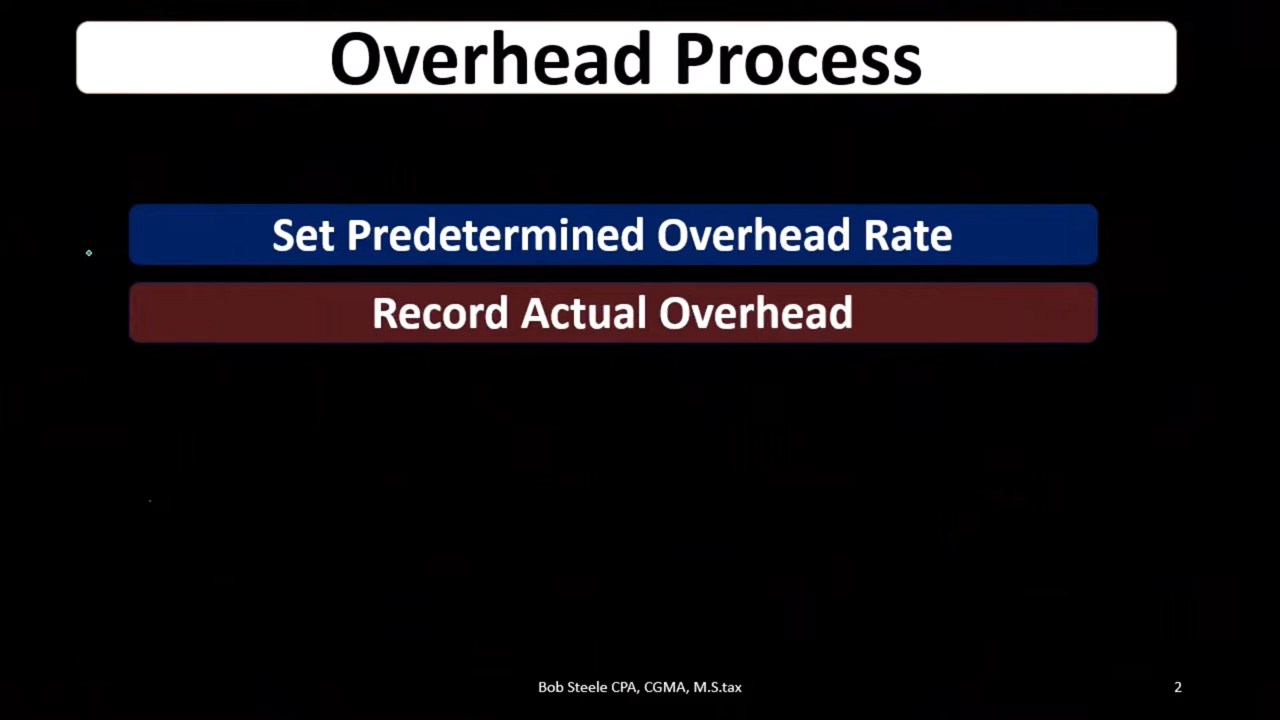 Overhead Process
Set Predetermined Overhead Rate
Record Actual Overhead
Bob Steele CPA, CGMA, M.S.tax
2